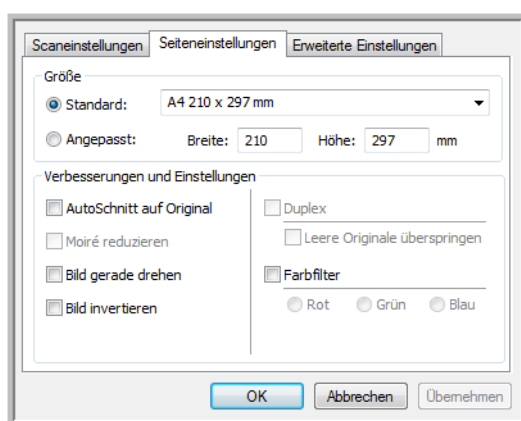 Scaneinstellungen Seiteneinstellungen Erweiterte Einstellungen
Größe
Standard: A4 210 x 297 mm
Angepasst: Breite: 210 Höhe: 297 mm
Verbesserungen und Einstellungen
AutoSchnitt auf Original
Moiré reduzieren
Bild gerade drehen
Bild invertieren
Duplex
Leere Originale überspringen
Farbfilter
Rot Grün Blau
OK Abbrechen Übernehmen